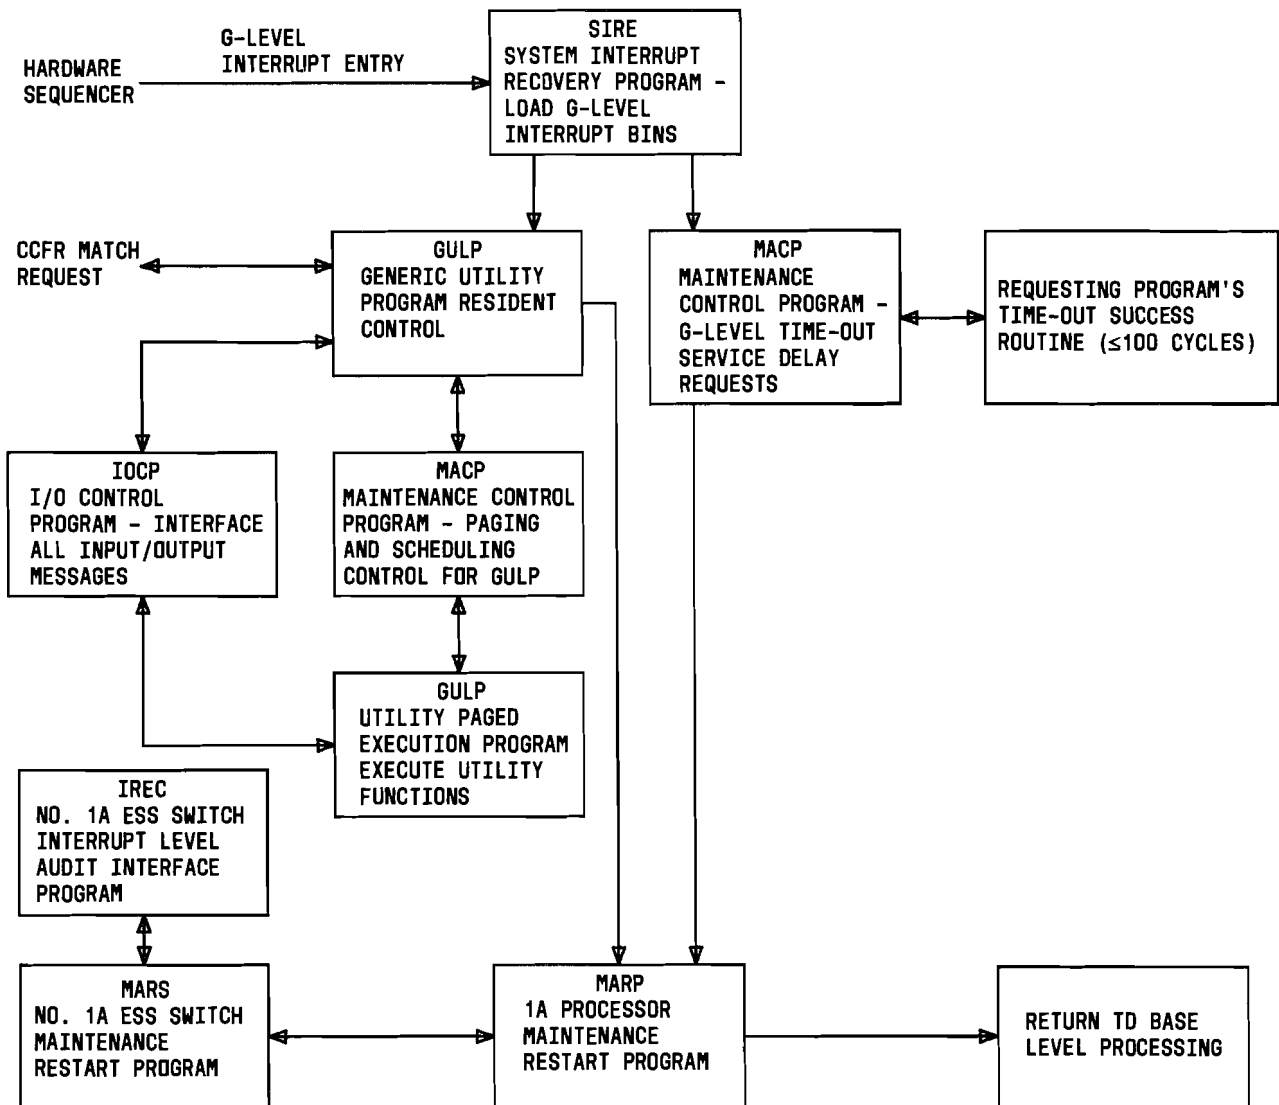 SIRE
SYSTEM INTERRUPT
RECOVERY PROGRAM -
LOAD G-LEVEL
INTERRUPT BINS
G-LEVEL
INTERRUPT ENTRY
HARDWARE
SEQUENCER
CCFR MATCH
REQUEST
GULP
GENERIC UTILITY
PROGRAM RESIDENT
CONTROL
MACP
MAINTENANCE
CONTROL PROGRAM -
G-LEVEL TIME-OUT
SERVICE DELAY
REQUESTS
REQUESTING PROGRAM'S
TIME-OUT SUCCESS
ROUTINE (≤100 CYCLES)
IOCP
I/O CONTROL
PROGRAM - INTERFACE
ALL INPUT/OUTPUT
MESSAGES
MACP
MAINTENANCE CONTROL
PROGRAM - PAGING
AND SCHEDULING
CONTROL FOR GULP
GULP
UTILITY PAGED
EXECUTION PROGRAM
EXECUTE UTILITY
FUNCTIONS
IREC
NO. 1A ESS SWITCH
INTERRUPT LEVEL
AUDIT INTERFACE
PROGRAM
MARS
NO. 1A ESS SWITCH
MAINTENANCE
RESTART PROGRAM
MARP
1A PROCESSOR
MAINTENANCE
RESTART PROGRAM
RETURN TO BASE
LEVEL PROCESSING